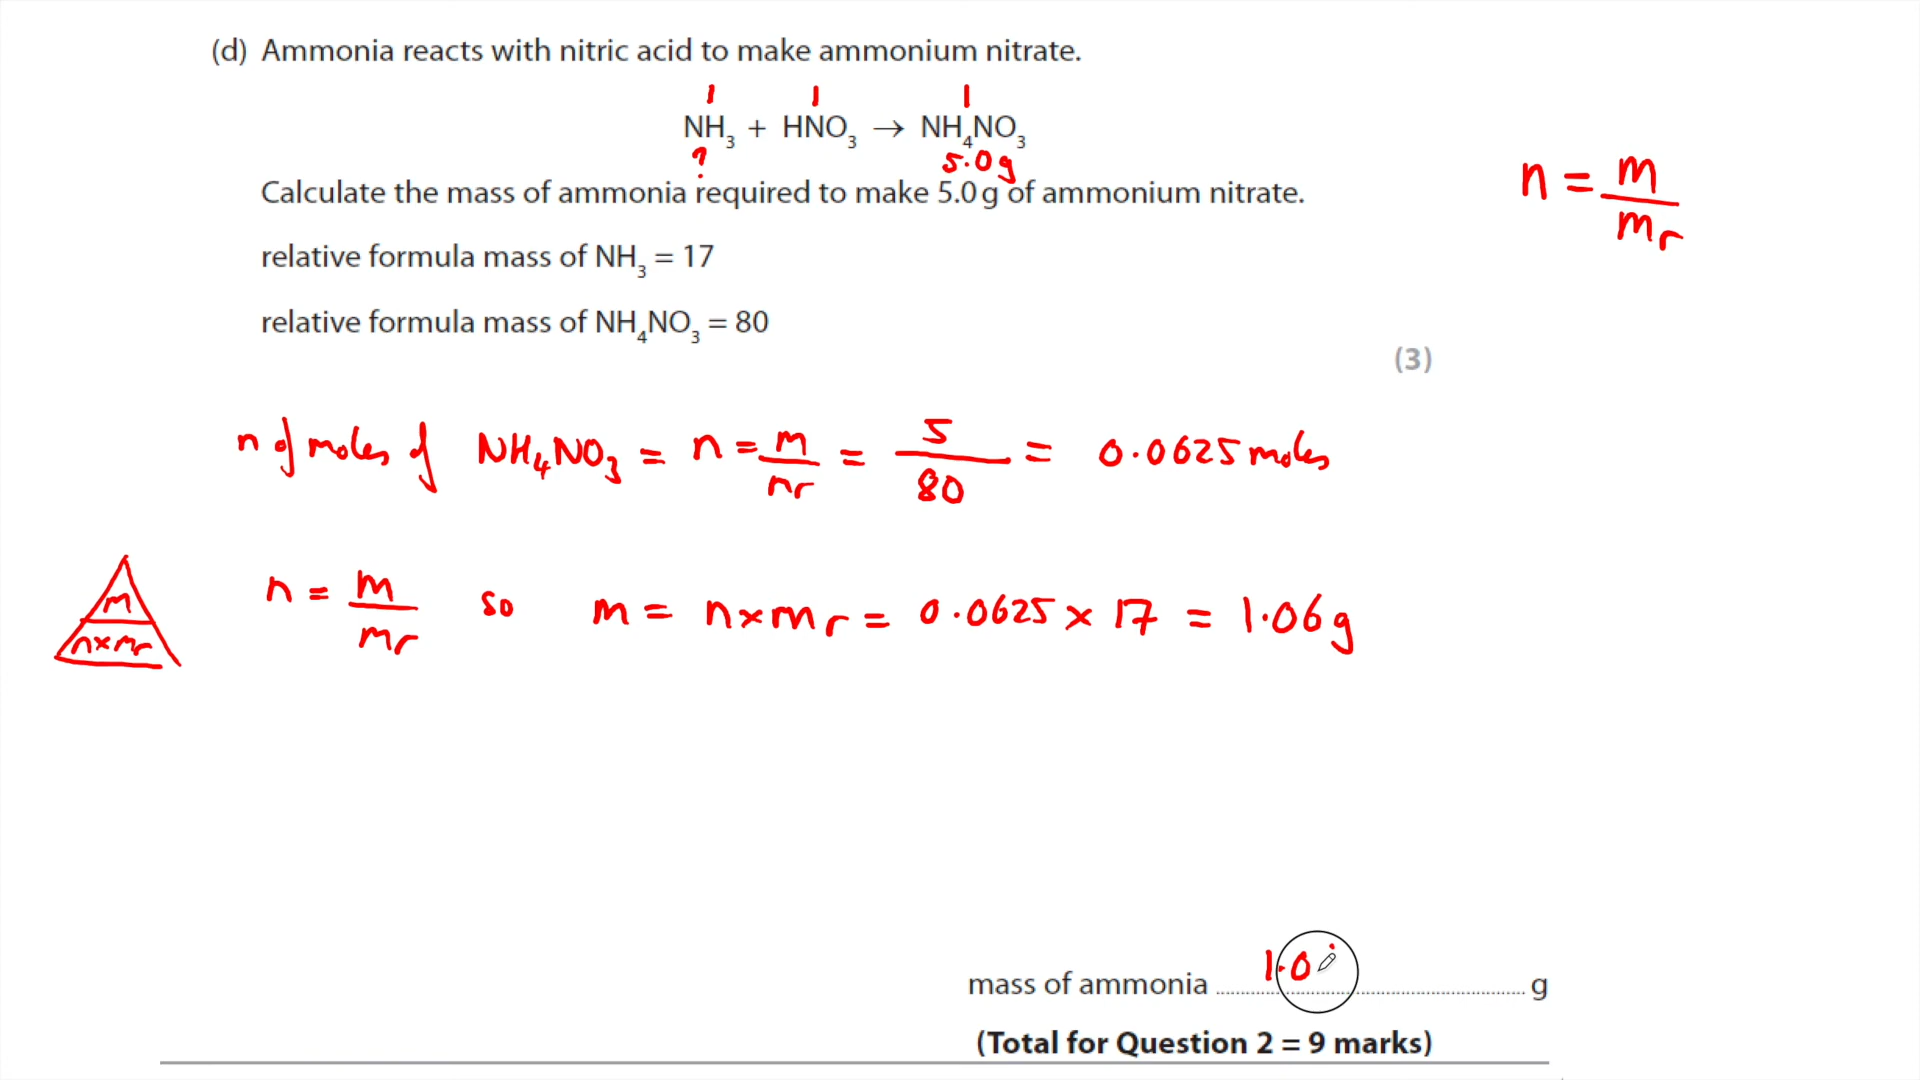 (d) Ammonia reacts with nitric acid to make ammonium nitrate.
1 1 1
NH₃ + HNO₃ → NH₄NO₃
? 5.0g
Calculate the mass of ammonia required to make 5.0 g of ammonium nitrate.
n = m/mr
relative formula mass of NH₃ = 17
relative formula mass of NH₄NO₃ = 80
(3)
n of moles of NH₄NO₃ = n = m/mr = 5/80 = 0.0625 moles
m
n×mr
n = m/mr so m = n×mr = 0.0625 × 17 = 1.06g
mass of ammonia 1.0 g
(Total for Question 2 = 9 marks)